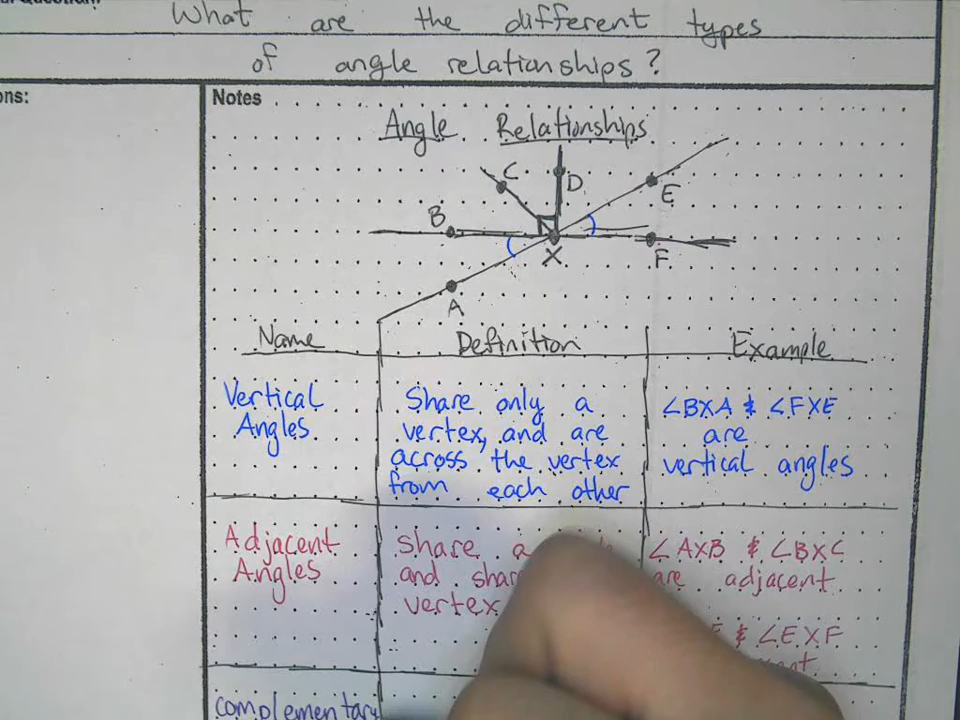 What are the different types
of angle relationships?
ons:
Notes
Angle Relationships
C
D
E
B
X
F
A
Name Definition Example
Vertical
Angles
Share only a
vertex, and are
across the vertex
from each other
∠BXA & ∠FXE
are
vertical angles
Adjacent
Angles
share a
and
vertex
∠AXB & ∠BXC
are adjacent
& ∠EXF
complementary